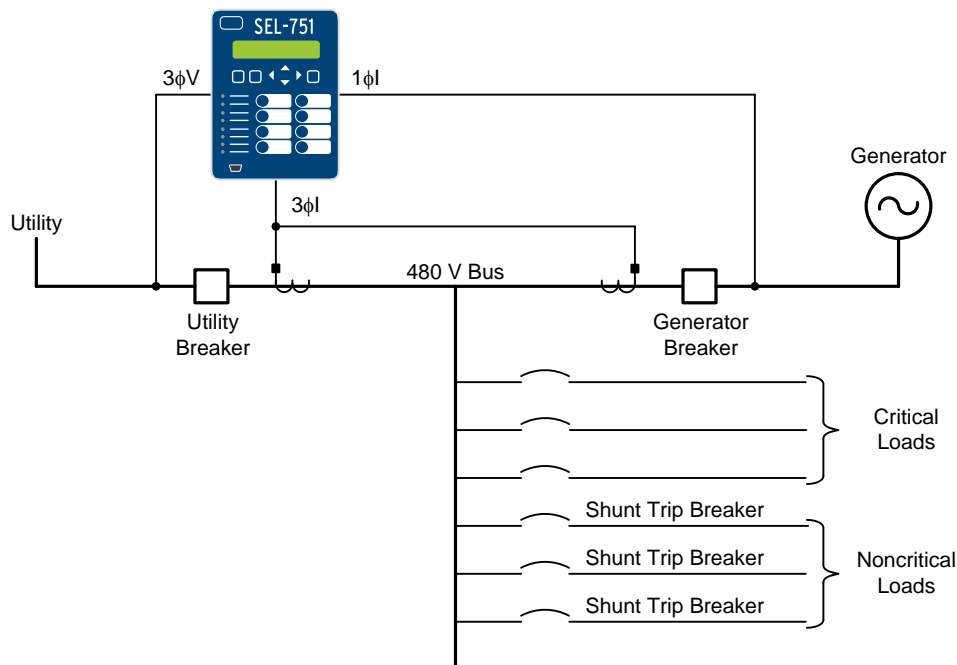 SEL-751
3ϕV
1ϕI
Generator
3ϕI
Utility
480 V Bus
Utility
Breaker
Generator
Breaker
Critical
Loads
Shunt Trip Breaker
Shunt Trip Breaker
Noncritical
Loads
Shunt Trip Breaker